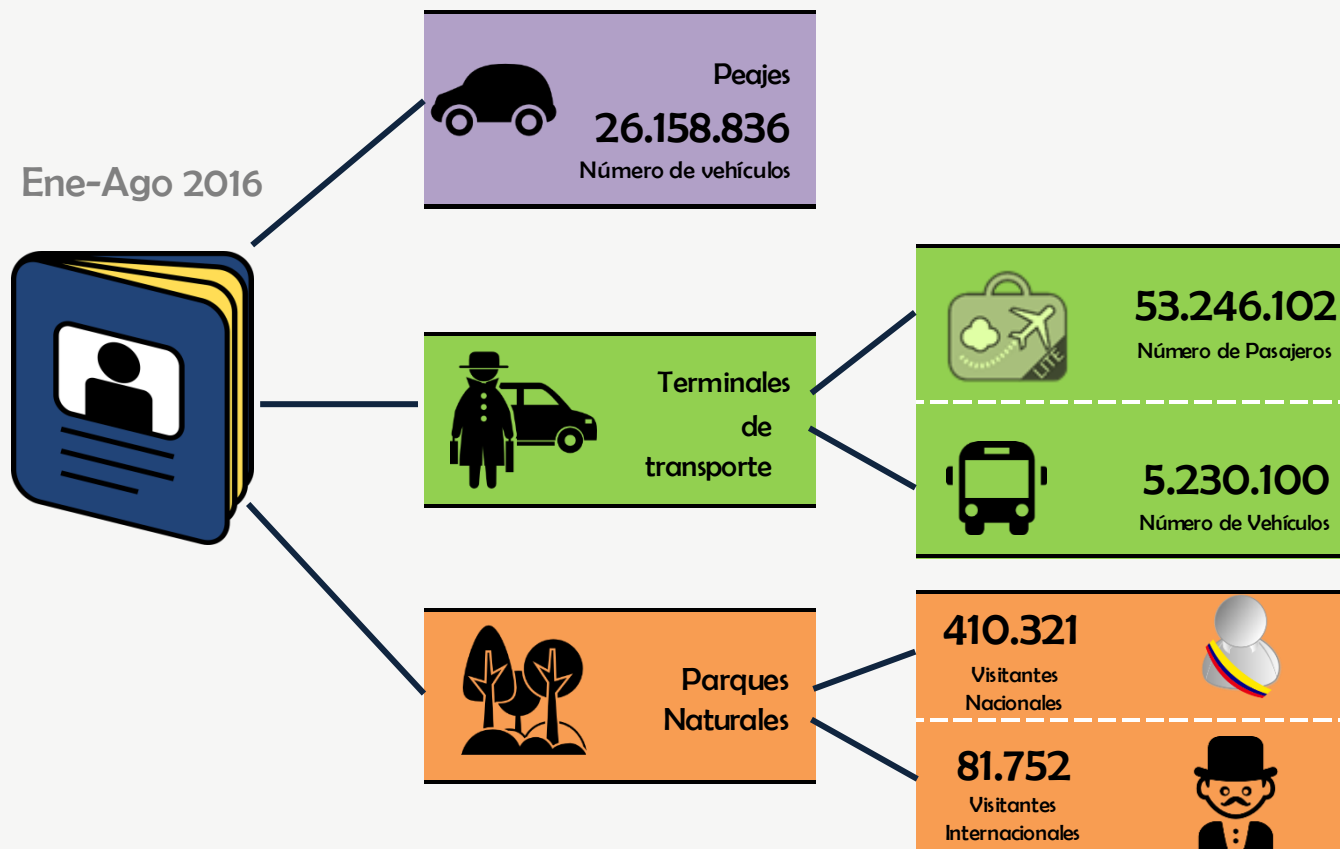 Ene-Ago 2016
Peajes
26.158.836
Número de vehículos
Terminales
de
transporte
53.246.102
Número de Pasajeros
LITE
5.230.100
Número de Vehículos
Parques
Naturales
410.321
Visitantes
Nacionales
81.752
Visitantes
Internacionales